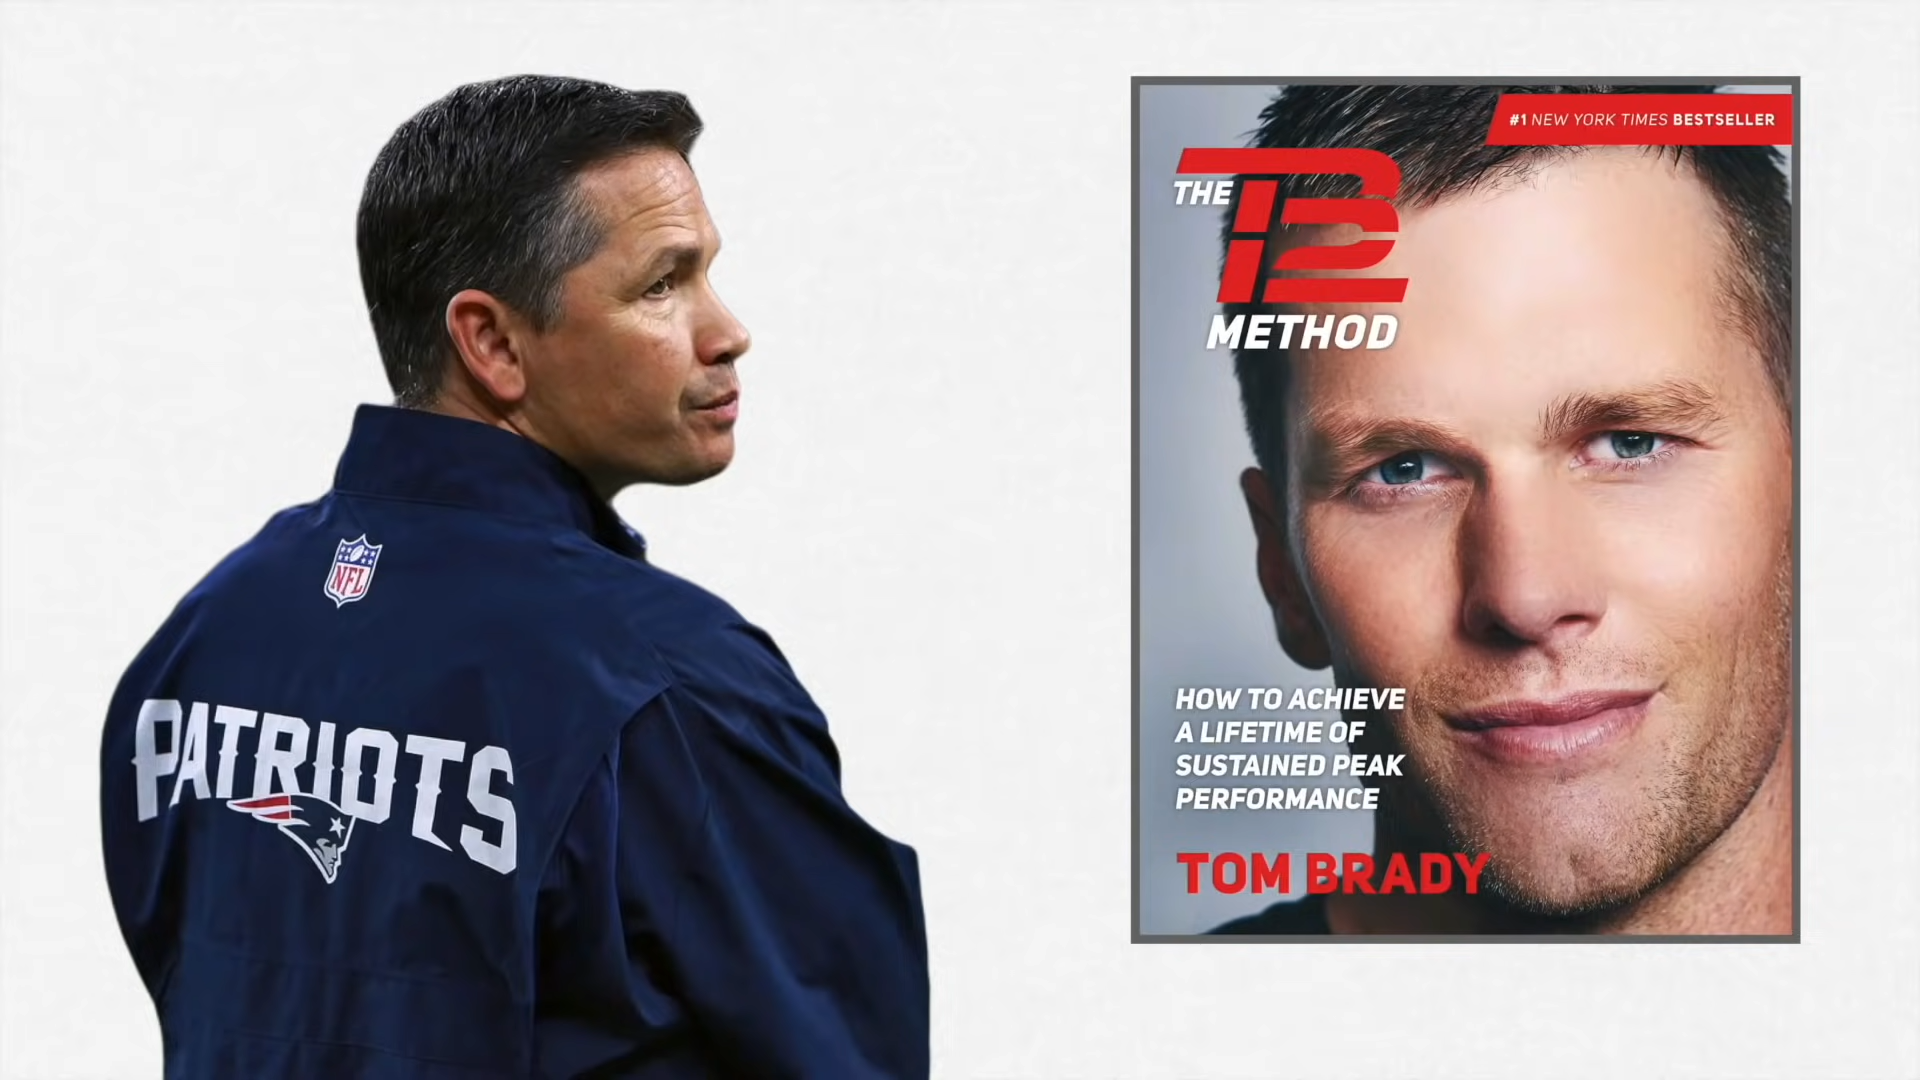 NFL
PATRIOTS
#1 NEW YORK TIMES BESTSELLER
THE
TB12
METHOD
HOW TO ACHIEVE
A LIFETIME OF
SUSTAINED PEAK
PERFORMANCE
TOM BRADY